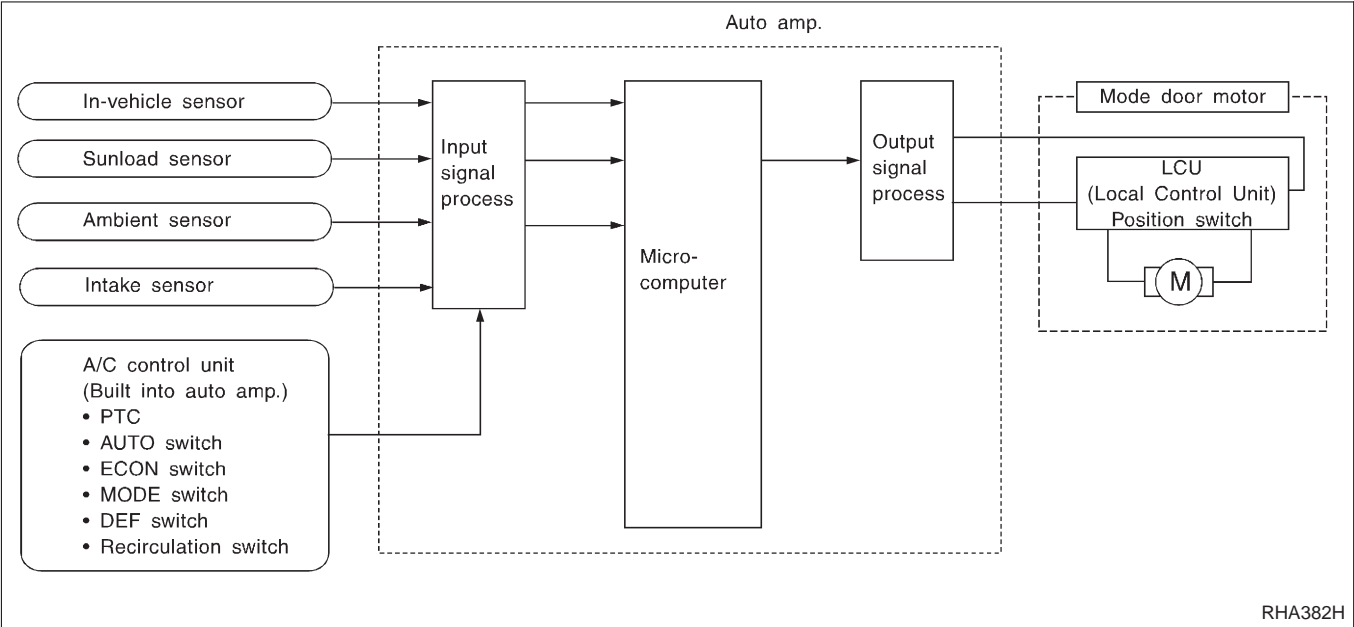 Auto amp.
In-vehicle sensor
Sunload sensor
Ambient sensor
Intake sensor
A/C control unit
(Built into auto amp.)
• PTC
• AUTO switch
• ECON switch
• MODE switch
• DEF switch
• Recirculation switch
Input
signal
process
Micro-
computer
Output
signal
process
Mode door motor
LCU
(Local Control Unit)
Position switch
M
RHA382H